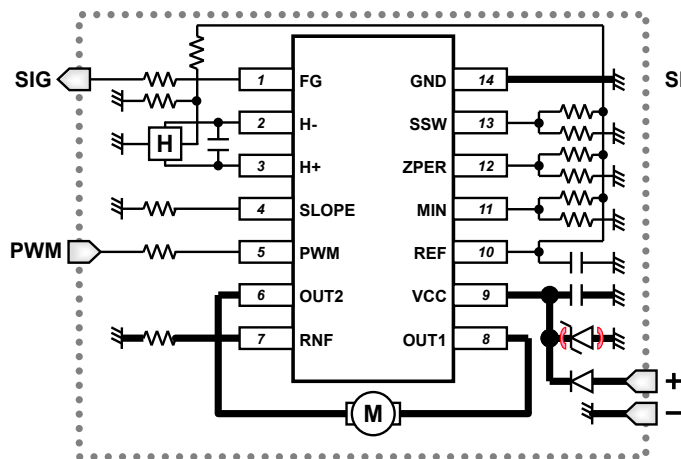 SIG
1 FG
GND 14
SI
H
2 H-
SSW 13
3 H+
ZPER 12
4 SLOPE
MIN 11
PWM
5 PWM
REF 10
6 OUT2
VCC 9
7 RNF
OUT1 8
+
M
−